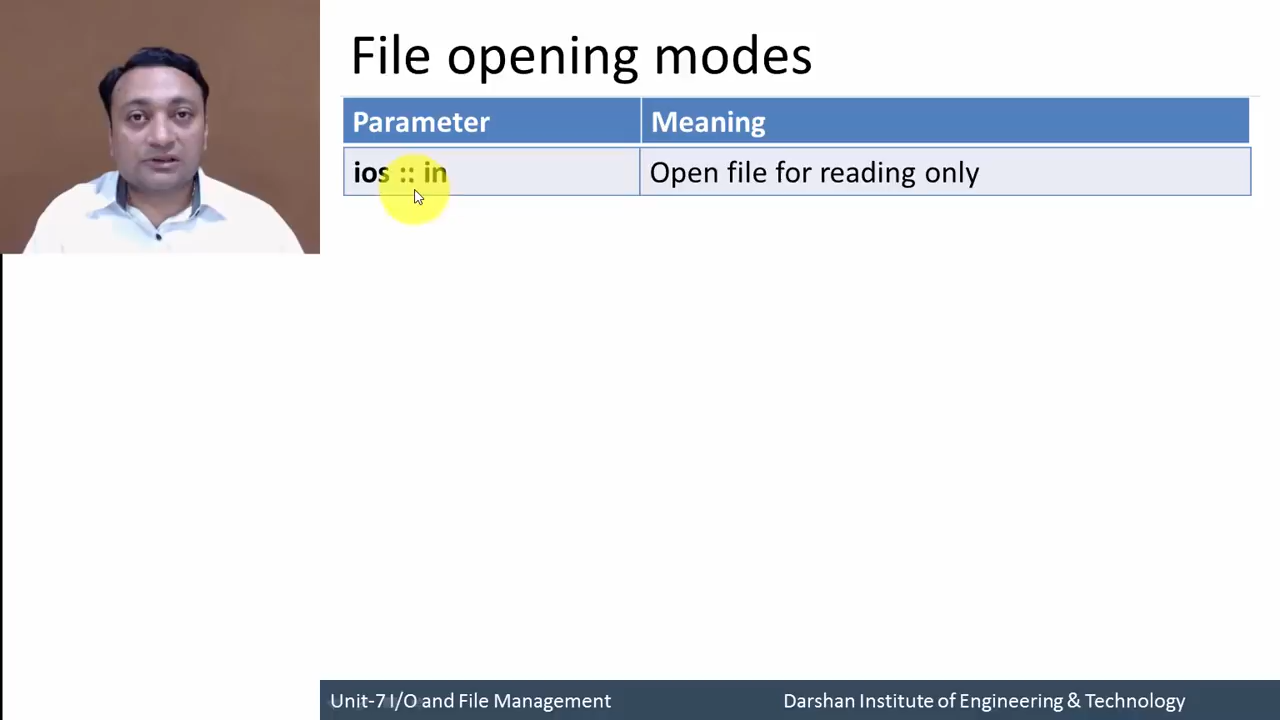 File opening modes
Parameter Meaning
ios :: in Open file for reading only
Unit-7 I/O and File Management Darshan Institute of Engineering & Technology